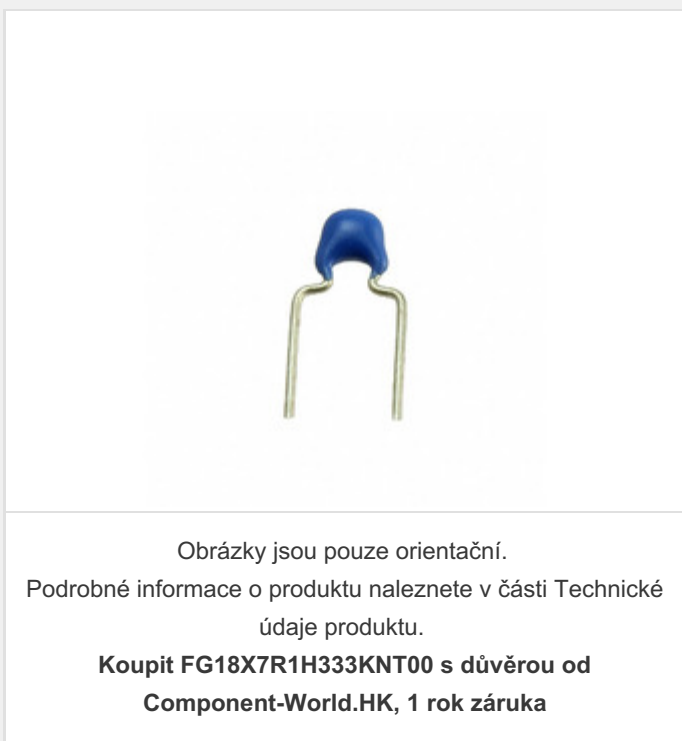 Obrázky jsou pouze orientační.
Podrobné informace o produktu naleznete v části Technické
údaje produktu.
Koupit FG18X7R1H333KNT00 s důvěrou od
Component-World.HK, 1 rok záruka